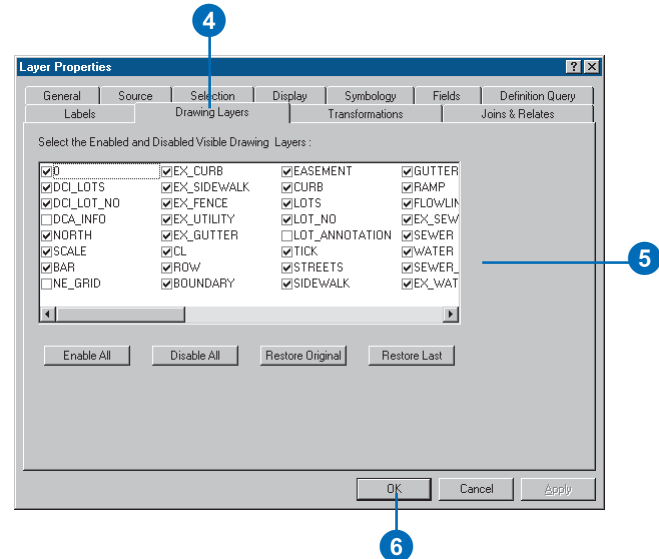 4
Layer Properties
General Source Selection Display Symbology Fields Definition Query
Labels Drawing Layers Transformations Joins & Relates
Select the Enabled and Disabled Visible Drawing Layers :
0 EX_CURB EASEMENT GUTTER
DCI_LOTS EX_SIDEWALK CURB RAMP
DCI_LOT_NO EX_FENCE LOTS FLOWLIN
DCA_INFO EX_UTILITY LOT_NO EX_SEW
NORTH EX_GUTTER LOT_ANNOTATION SEWER
SCALE CL TICK WATER
BAR ROW STREETS SEWER_
NE_GRID BOUNDARY SIDEWALK EX_WAT
5
Enable All Disable All Restore Original Restore Last
OK Cancel Apply
6